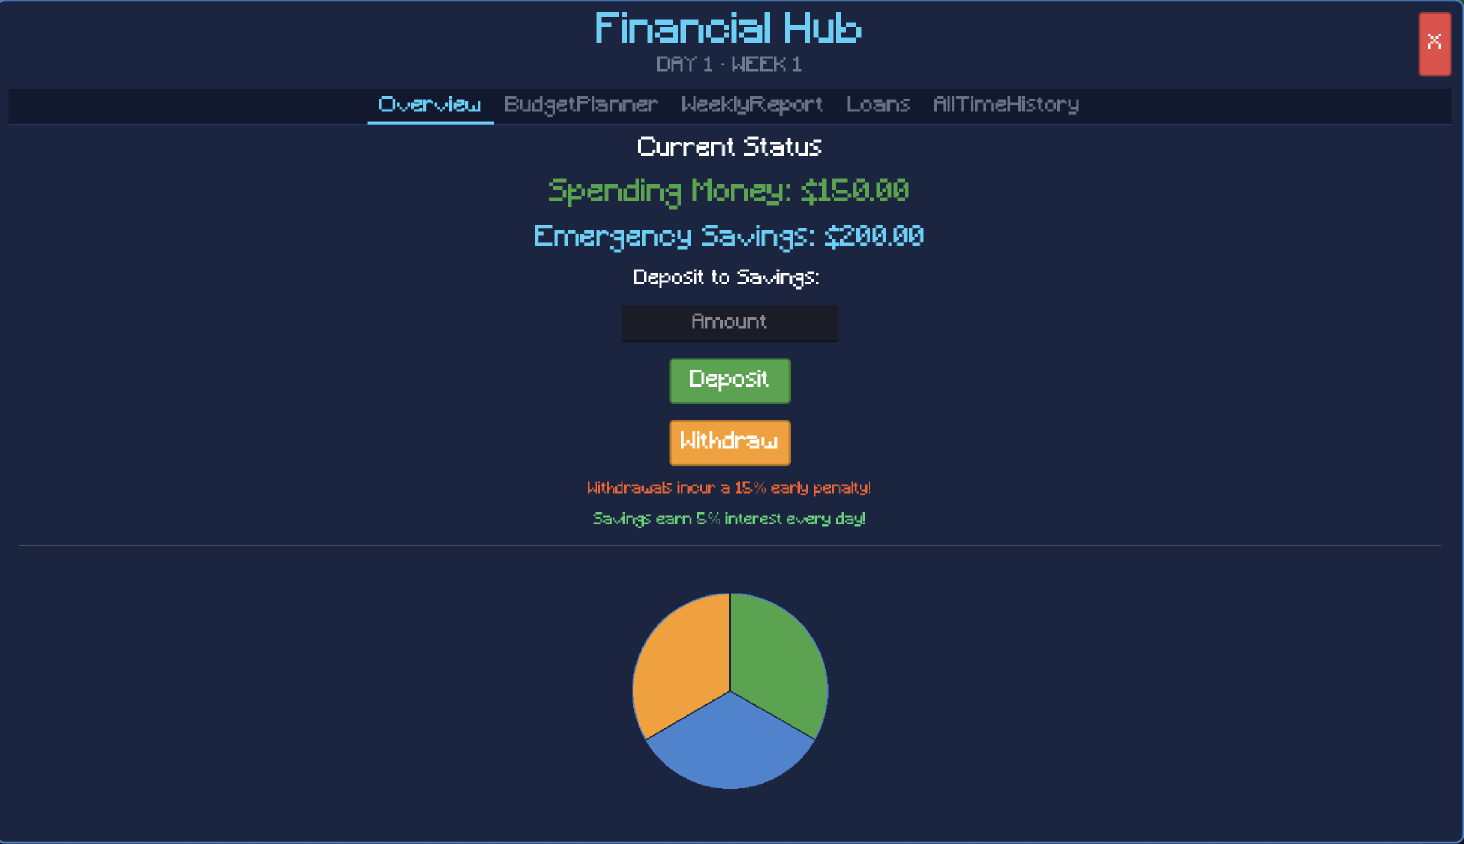 Financial Hub
X
DAY 1 · WEEK 1
Overview BudgetPlanner WeeklyReport Loans AllTimeHistory
Current Status
Spending Money: $150.00
Emergency Savings: $200.00
Deposit to Savings:
Amount
Deposit
Withdraw
Withdrawals incur a 15% early penalty!
Savings earn 5% interest every day!